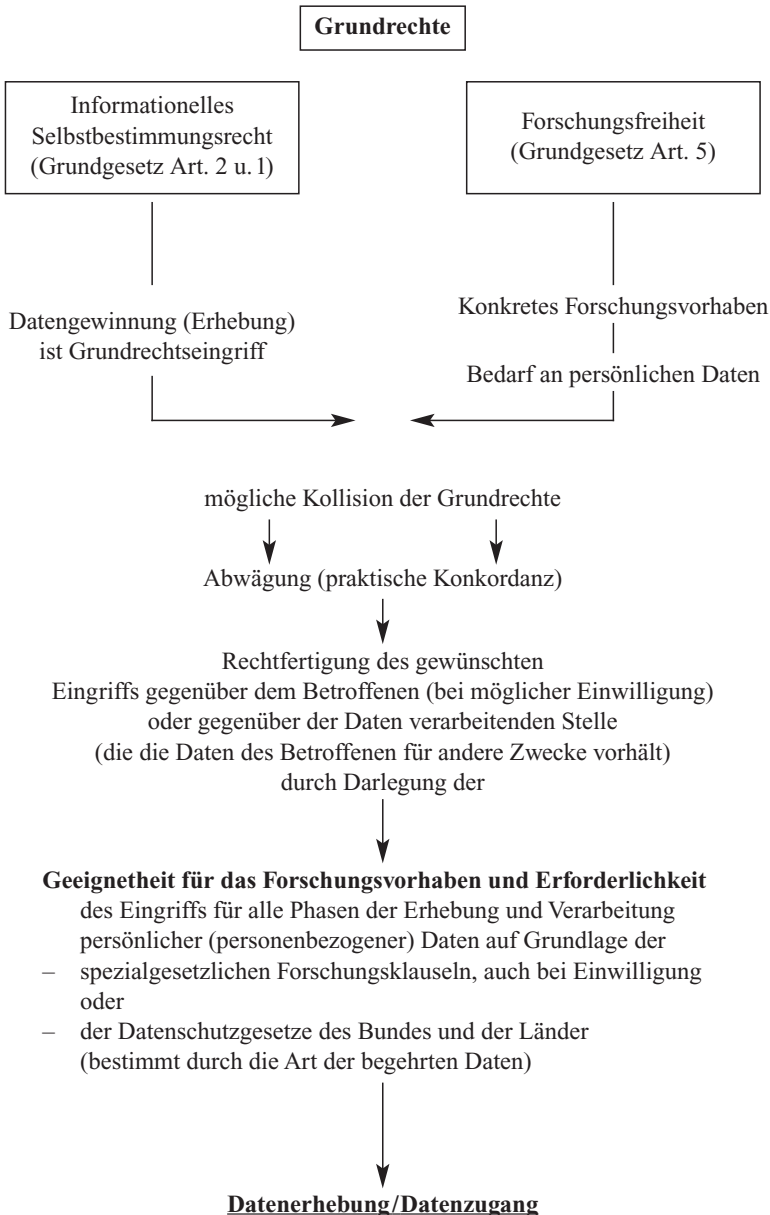 Grundrechte
Informationelles
Selbstbestimmungsrecht
(Grundgesetz Art. 2 u. 1)
Forschungsfreiheit
(Grundgesetz Art. 5)
Datengewinnung (Erhebung)
ist Grundrechtseingriff
Konkretes Forschungsvorhaben
Bedarf an persönlichen Daten
mögliche Kollision der Grundrechte
Abwägung (praktische Konkordanz)
Rechtfertigung des gewünschten
Eingriffs gegenüber dem Betroffenen (bei möglicher Einwilligung)
oder gegenüber der Daten verarbeitenden Stelle
(die die Daten des Betroffenen für andere Zwecke vorhält)
durch Darlegung der
Geeignetheit für das Forschungsvorhaben und Erforderlichkeit
des Eingriffs für alle Phasen der Erhebung und Verarbeitung
persönlicher (personenbezogener) Daten auf Grundlage der
– spezialgesetzlichen Forschungsklauseln, auch bei Einwilligung
oder
– der Datenschutzgesetze des Bundes und der Länder
(bestimmt durch die Art der begehrten Daten)
Datenerhebung/Datenzugang